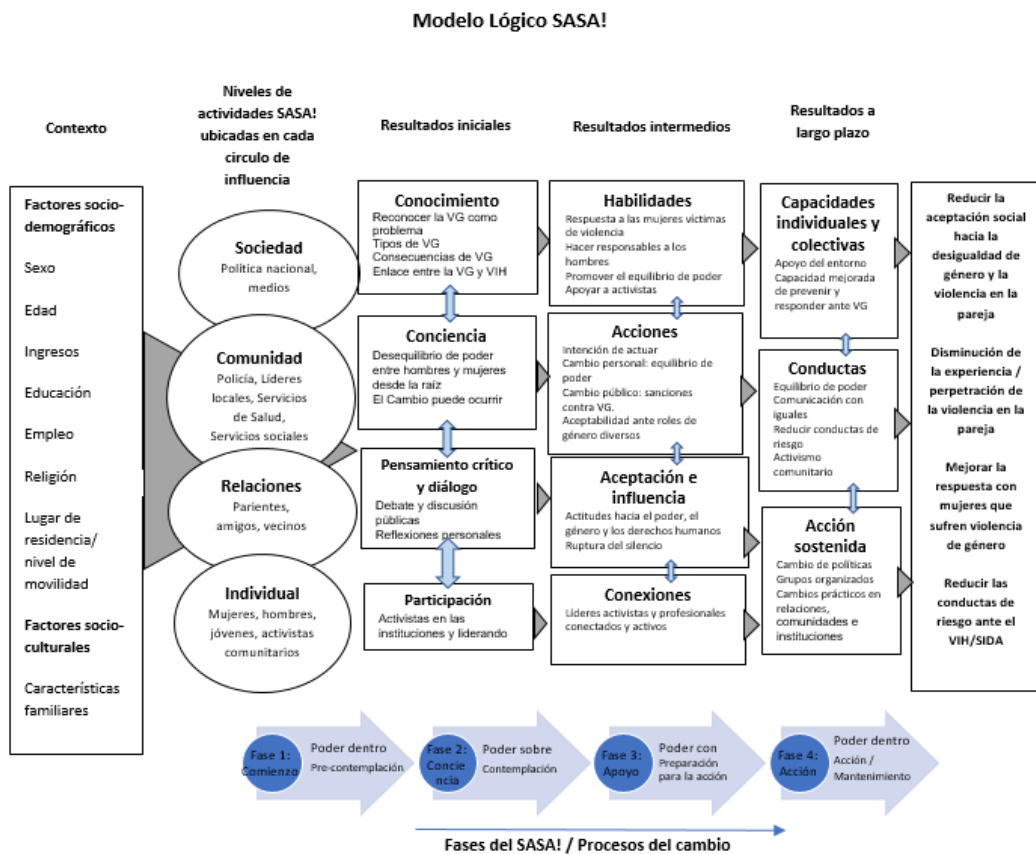 Modelo Lógico SASA!
Contexto
Niveles de
actividades SASA!
ubicadas en cada
circulo de
influencia
Resultados iniciales
Resultados intermedios
Resultados a
largo plazo
Factores socio-
demográficos
Sexo
Edad
Ingresos
Educación
Empleo
Religión
Lugar de
residencia/
nivel de
movilidad
Factores socio-
culturales
Características
familiares
Sociedad
Política nacional,
medios
Comunidad
Policía, Líderes
locales, Servicios
de Salud,
Servicios sociales
Relaciones
Parientes,
amigos, vecinos
Individual
Mujeres, hombres,
jóvenes, activistas
comunitarios
Conocimiento
Reconocer la VG como
problema
Tipos de VG
Consecuencias de VG
Enlace entre la VG y VIH
Conciencia
Desequilibrio de poder
entre hombres y mujeres
desde la raíz
El Cambio puede ocurrir
Pensamiento crítico
y diálogo
Debate y discusión
públicas
Reflexiones personales
Participación
Activistas en las
instituciones y liderando
Habilidades
Respuesta a las mujeres víctimas
de violencia
Hacer responsables a los
hombres
Promover el equilibrio de poder
Apoyar a activistas
Acciones
Intención de actuar
Cambio personal: equilibrio de
poder
Cambio público: sanciones
contra VG.
Aceptabilidad ante roles de
género diversos
Aceptación e
influencia
Actitudes hacia el poder, el
género y los derechos humanos
Ruptura del silencio
Conexiones
Líderes activistas y profesionales
conectados y activos
Capacidades
individuales y
colectivas
Apoyo del entorno
Capacidad mejorada
de prevenir y
responder ante VG
Conductas
Equilibrio de poder
Comunicación con
iguales
Reducir conductas de
riesgo
Activismo
comunitario
Acción
sostenida
Cambio de políticas
Grupos organizados
Cambios prácticos en
relaciones,
comunidades e
instituciones
Reducir la
aceptación social
hacia la
desigualdad de
género y la
violencia en la
pareja
Disminución de
la experiencia /
perpetración de
la violencia en la
pareja
Mejorar la
respuesta con
mujeres que
sufren violencia
de género
Reducir las
conductas de
riesgo ante el
VIH/SIDA
Fase 1:
Comienzo
Poder dentro
Pre-contemplación
Fase 2:
Concie
ncia
Poder sobre
Contemplación
Fase 3:
Apoyo
Poder con
Preparación
para la acción
Fase 4:
Acción
Poder dentro
Acción /
Mantenimiento
Fases del SASA! / Procesos del cambio